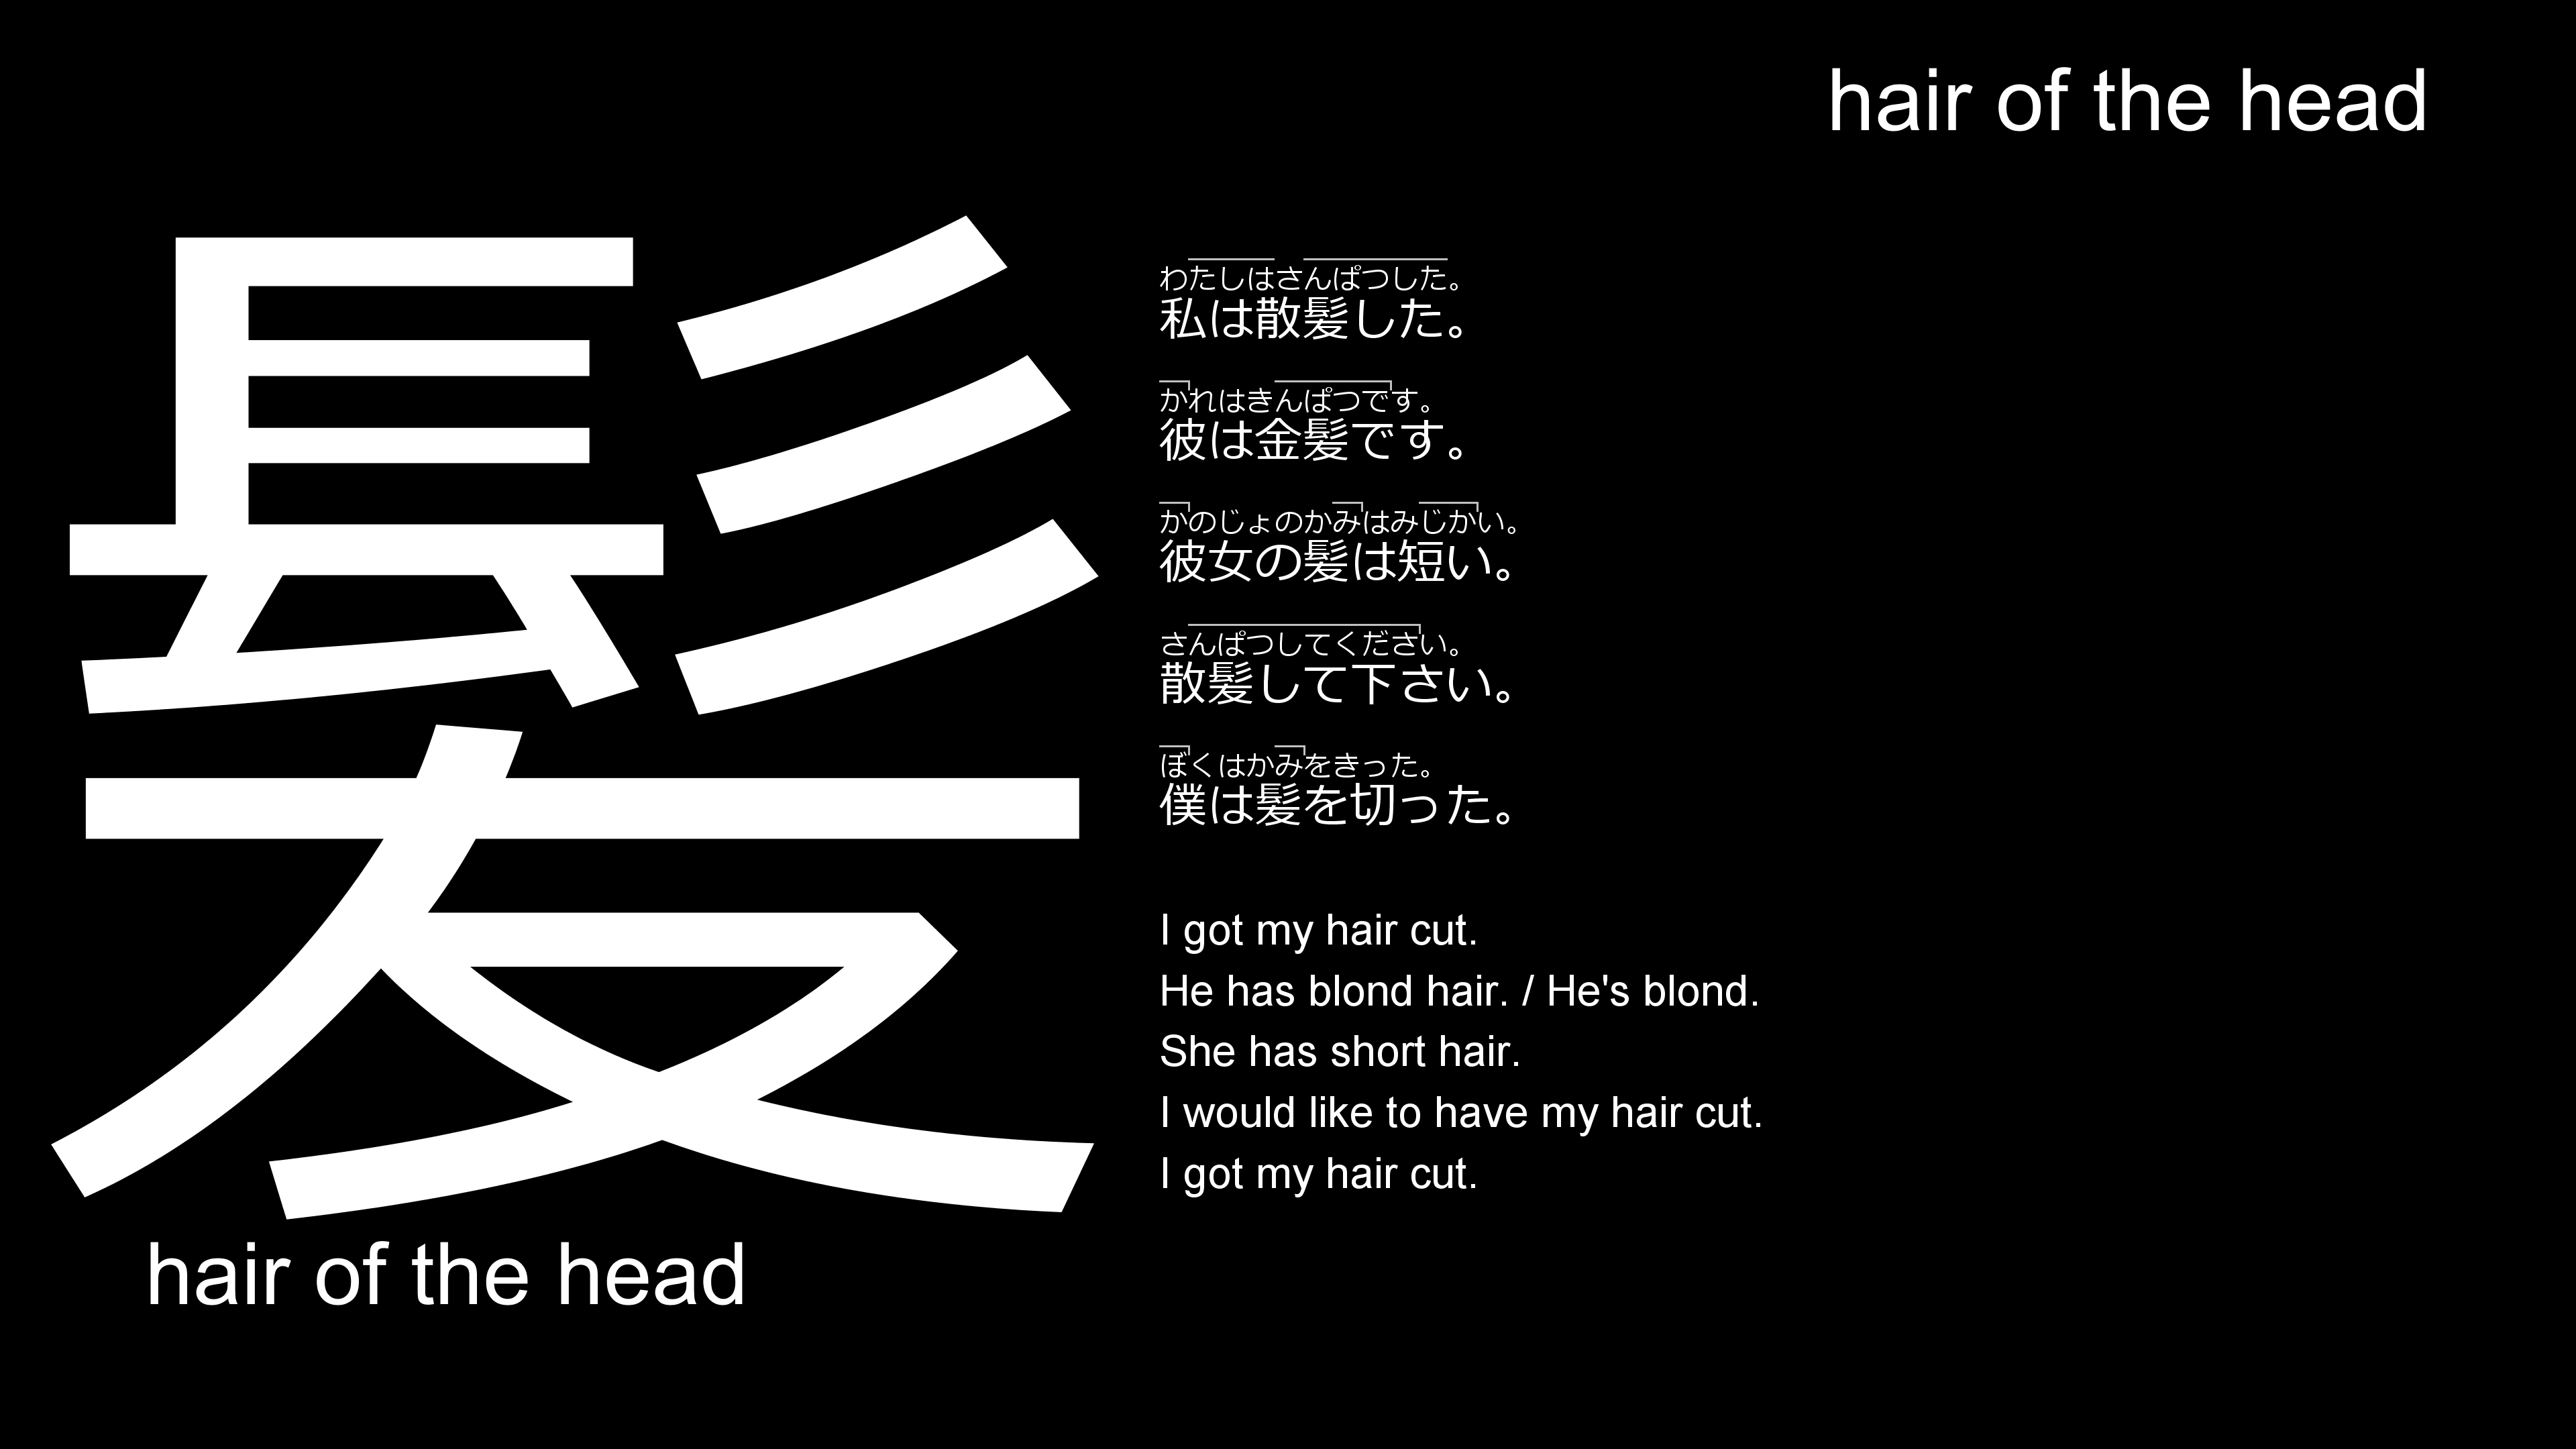 hair of the head
髪
hair of the head
わたしはさんぱつした。
私は散髪した。
かれはきんぱつです。
彼は金髪です。
かのじょのかみはみじかい。
彼女の髪は短い。
さんぱつしてください。
散髪して下さい。
ぼくはかみをきった。
僕は髪を切った。
I got my hair cut.
He has blond hair. / He's blond.
She has short hair.
I would like to have my hair cut.
I got my hair cut.